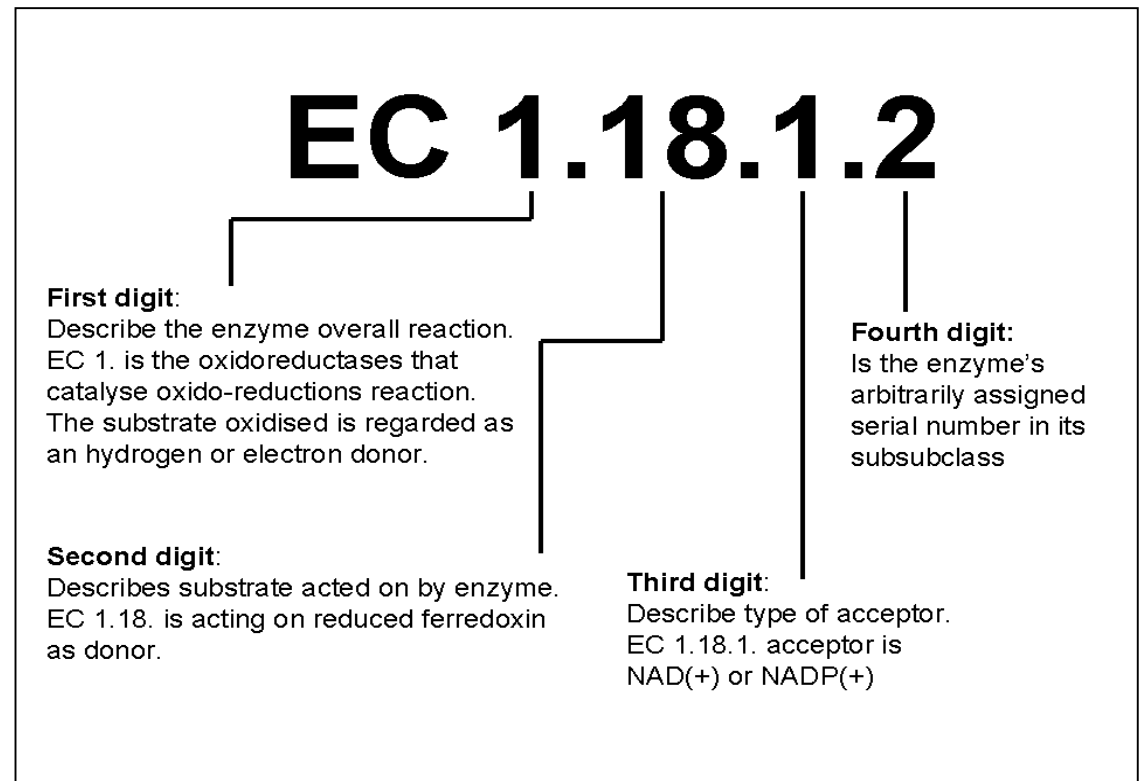 EC 1.18.1.2
First digit:
Describe the enzyme overall reaction.
EC 1. is the oxidoreductases that
catalyse oxido-reductions reaction.
The substrate oxidised is regarded as
an hydrogen or electron donor.
Second digit:
Describes substrate acted on by enzyme.
EC 1.18. is acting on reduced ferredoxin
as donor.
Third digit:
Describe type of acceptor.
EC 1.18.1. acceptor is
NAD(+) or NADP(+)
Fourth digit:
Is the enzyme's
arbitrarily assigned
serial number in its
subsubclass